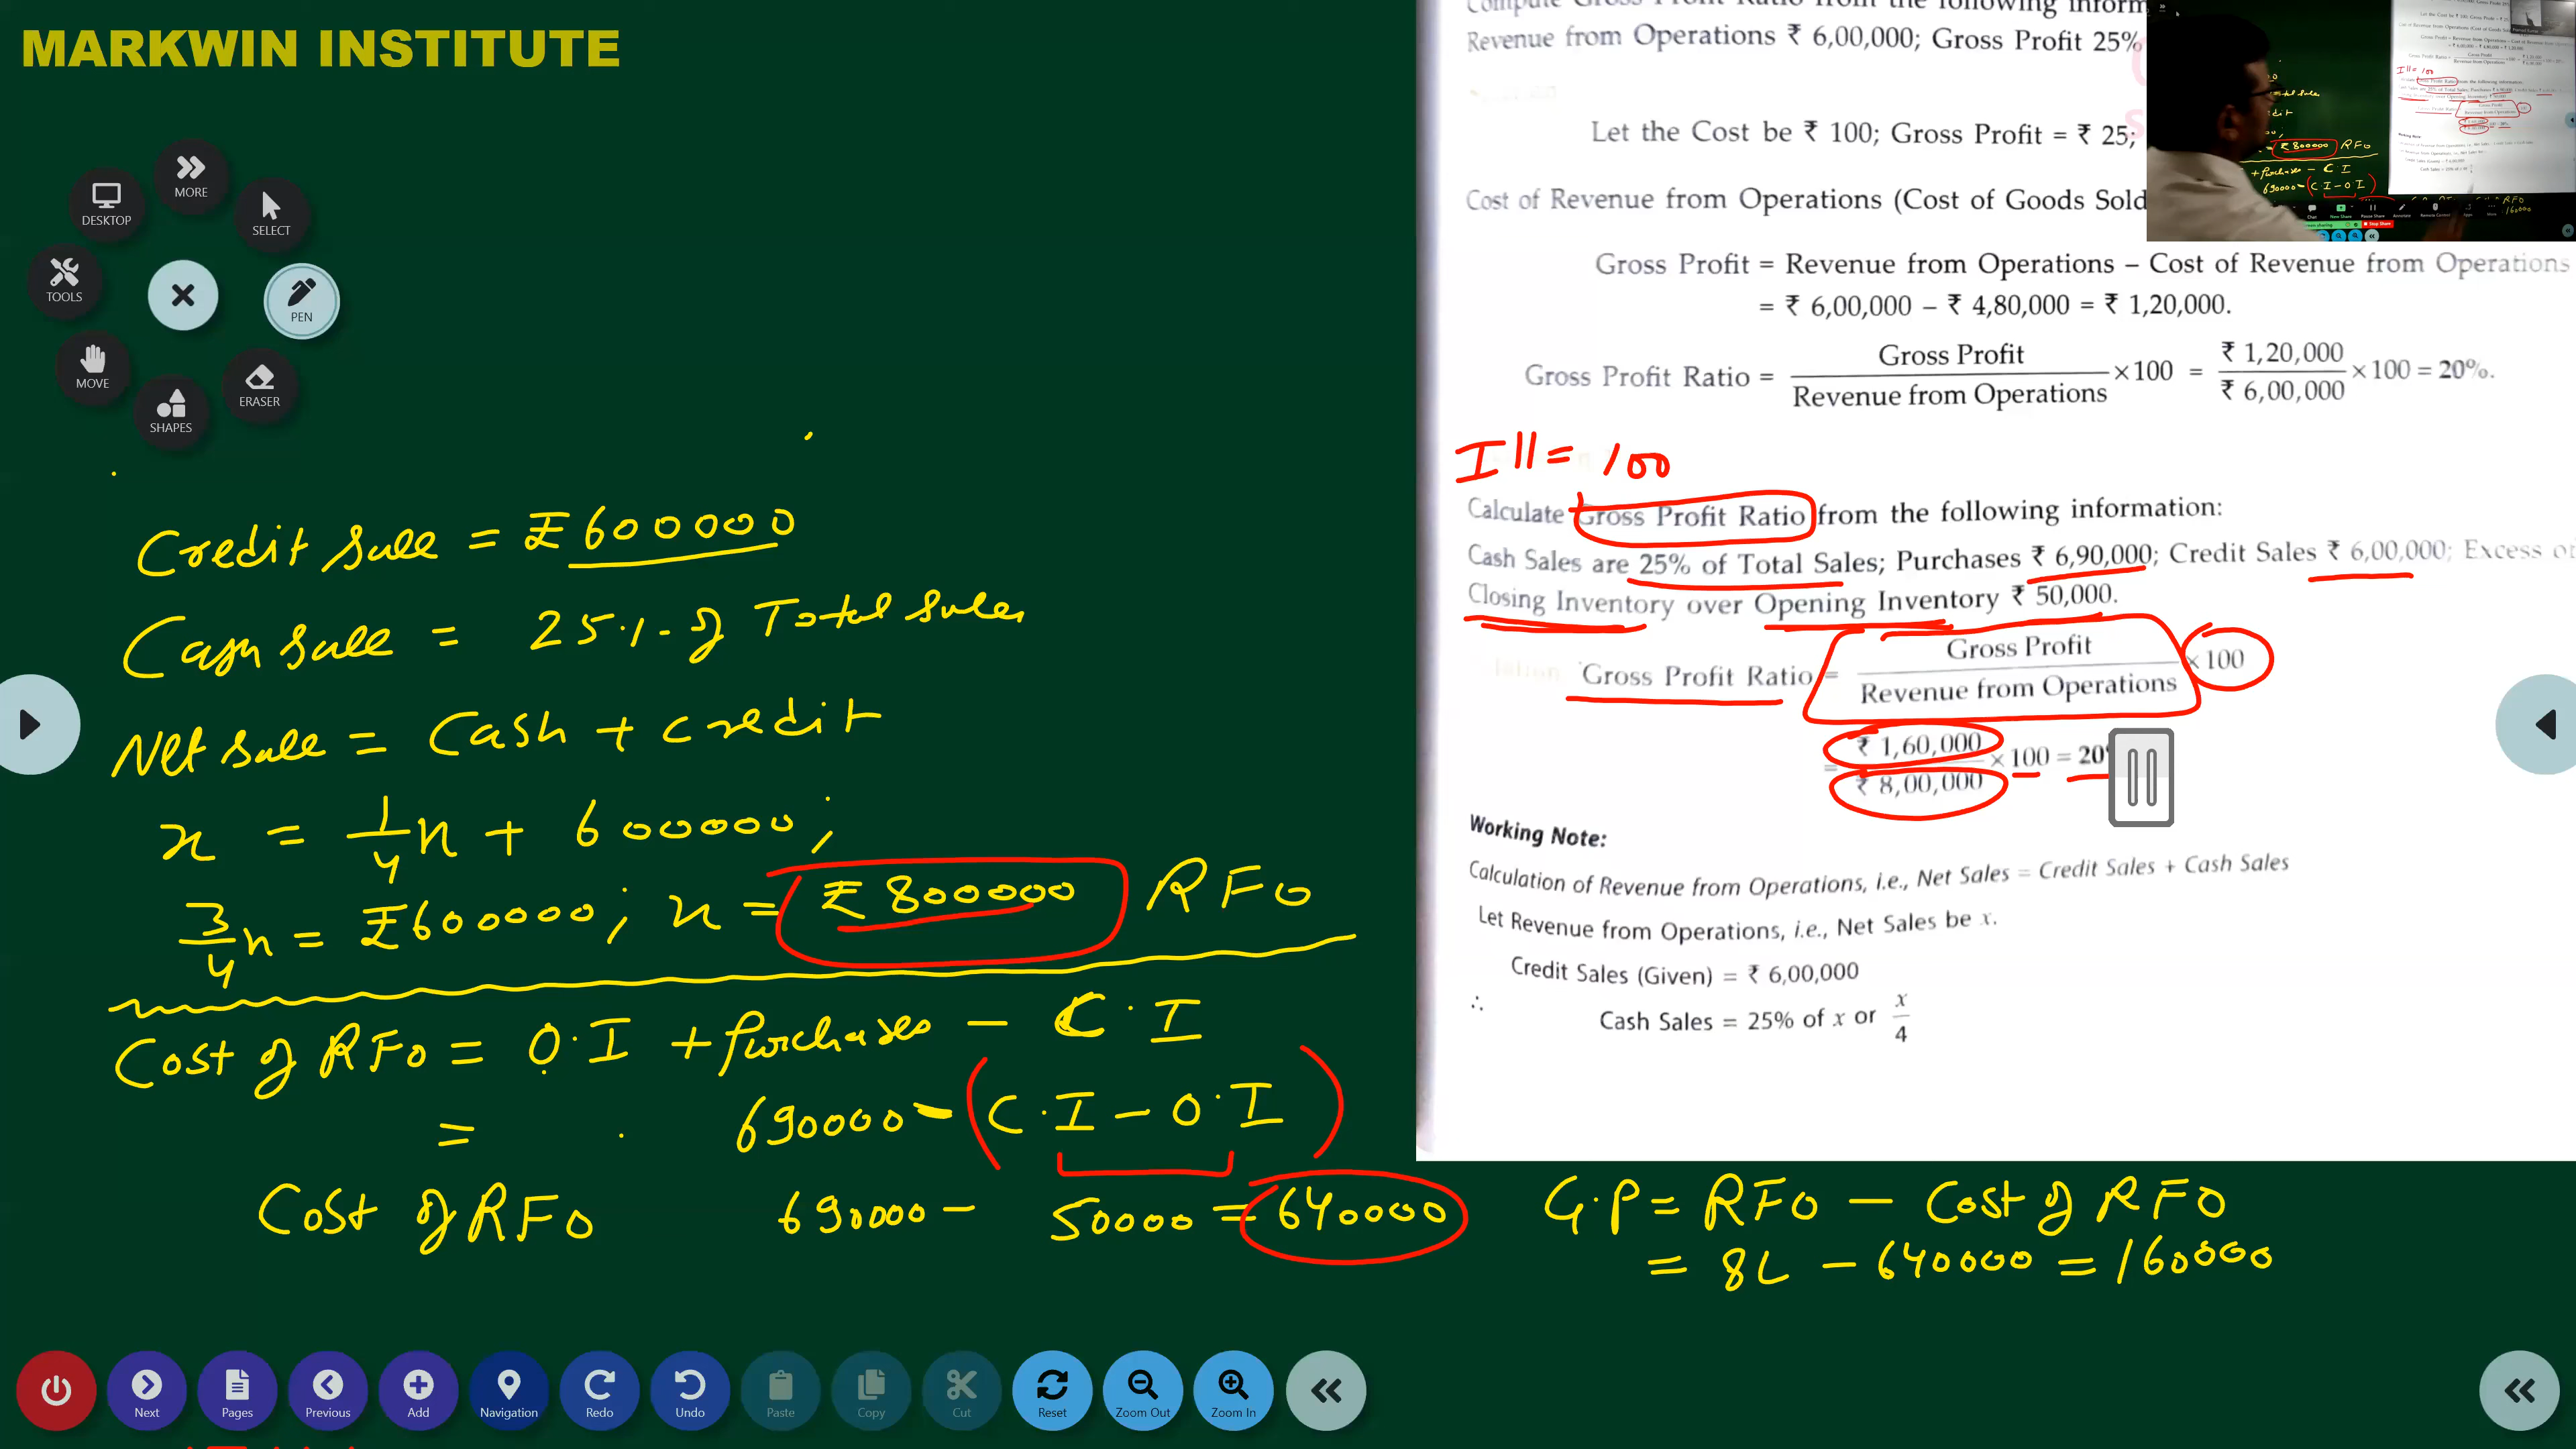 MARKWIN INSTITUTE
MORE
DESKTOP
SELECT
TOOLS
PEN
MOVE
ERASER
SHAPES
Credit Sale = ₹600000
Cash Sale = 25% of Total Sales
Net Sale = Cash + Credit
x = 1/4 x + 600000;
3/4 x = ₹600000; x = ₹800000 RFO
Cost of RFO = O.I + Purchases - C.I
= 690000 - (C.I - O.I)
Cost of RFO 690000 - 50000 = 640000
Revenue from Operations ₹ 6,00,000; Gross Profit 25%
Let the Cost be ₹ 100; Gross Profit = ₹ 25;
Cost of Revenue from Operations (Cost of Goods Sold
Gross Profit = Revenue from Operations – Cost of Revenue from Operations
= ₹ 6,00,000 – ₹ 4,80,000 = ₹ 1,20,000.
Gross Profit Ratio = Gross Profit / Revenue from Operations ×100 = ₹ 1,20,000 / ₹ 6,00,000 ×100 = 20%.
Ill = 100
Calculate Gross Profit Ratio from the following information:
Cash Sales are 25% of Total Sales; Purchases ₹ 6,90,000; Credit Sales ₹ 6,00,000; Excess
Closing Inventory over Opening Inventory ₹ 50,000.
Gross Profit Ratio = Gross Profit / Revenue from Operations ×100
= ₹ 1,60,000 / ₹ 8,00,000 × 100 = 20
Working Note:
Calculation of Revenue from Operations, i.e., Net Sales = Credit Sales + Cash Sales
Let Revenue from Operations, i.e., Net Sales be x.
Credit Sales (Given) = ₹ 6,00,000
∴ Cash Sales = 25% of x or x/4
G.P = RFO - Cost of RFO
= 8L - 640000 = 160000
Next
Pages
Previous
Add
Navigation
Redo
Undo
Paste
Copy
Cut
Reset
Zoom Out
Zoom In